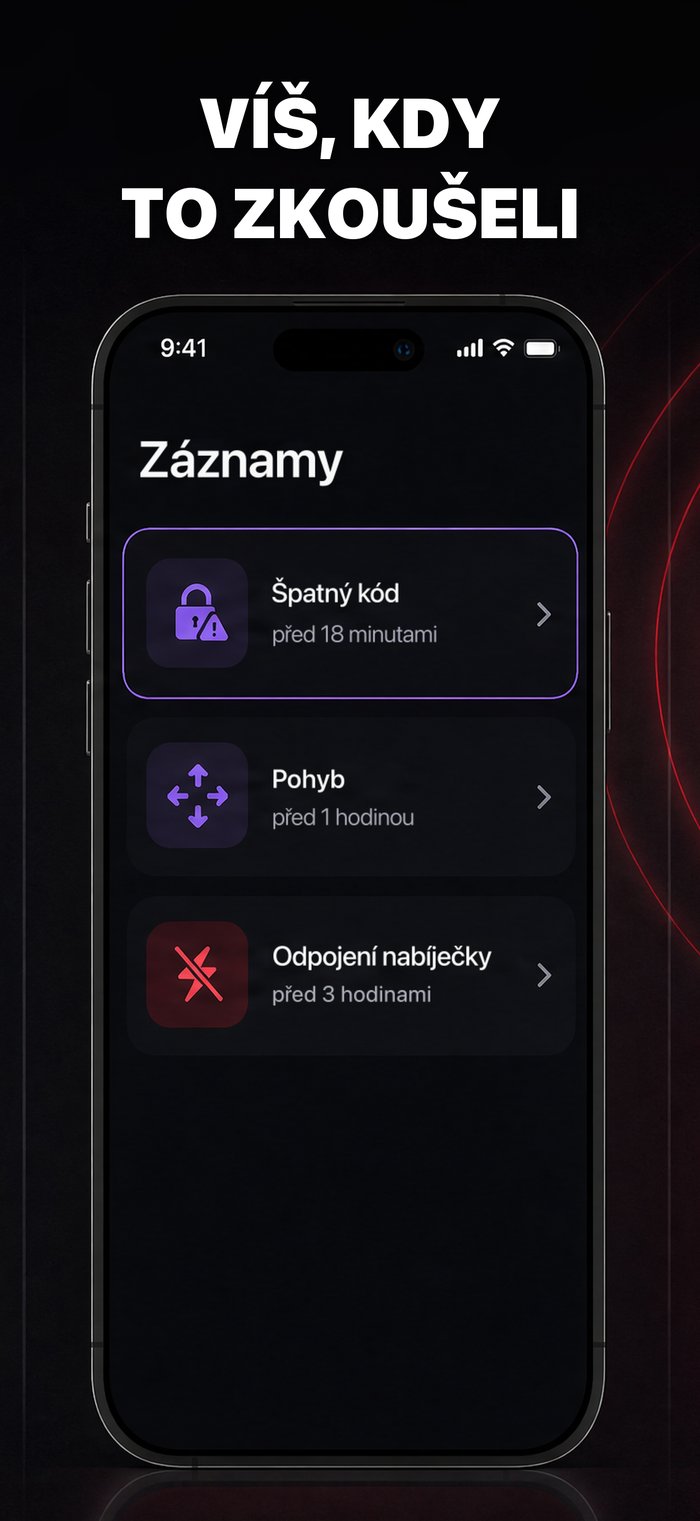 VÍŠ, KDY
TO ZKOUŠELI
9:41
Záznamy
Špatný kód
před 18 minutami
Pohyb
před 1 hodinou
Odpojení nabíječky
před 3 hodinami